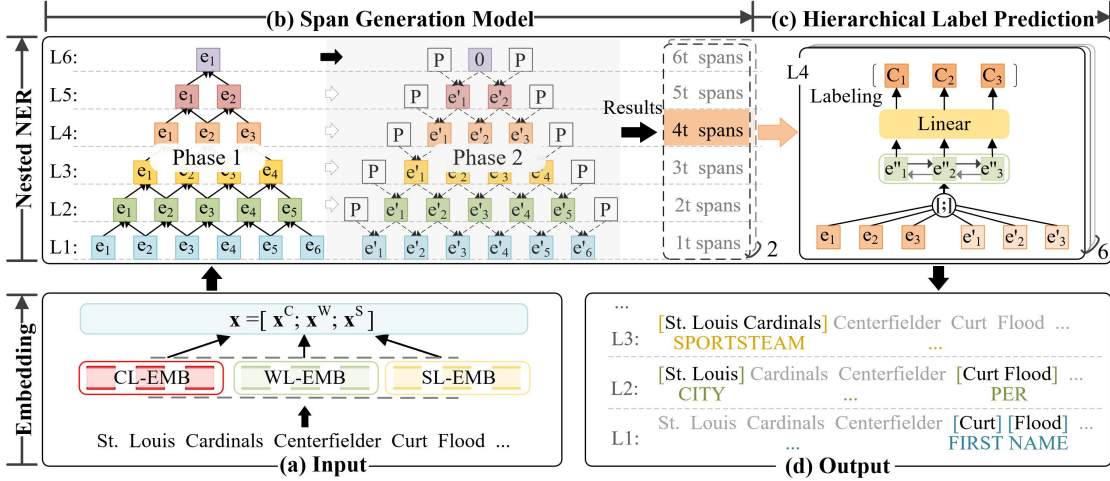 (b) Span Generation Model
(c) Hierarchical Label Prediction
Nested NER
L6: e1 P 0 P 6t spans
L5: e1 e2 P e'1 e'2 P 5t spans
L4: e1 e2 e3 P e'1 e'2 e'3 P 4t spans
L3: e1 e2 e3 e4 P e'1 e'2 e'3 e'4 P 3t spans
L2: e1 e2 e3 e4 e5 P e'1 e'2 e'3 e'4 e'5 P 2t spans
L1: e1 e2 e3 e4 e5 e6 e'1 e'2 e'3 e'4 e'5 e'6 1t spans
Phase 1
Phase 2
Results
2
L4
C1 C2 C3
Labeling
Linear
e''1 e''2 e''3
[;]
e1 e2 e3 e'1 e'2 e'3
6
Embedding
x =[ x^C; x^W; x^S ]
CL-EMB WL-EMB SL-EMB
St. Louis Cardinals Centerfielder Curt Flood ...
(a) Input
...
L3: [St. Louis Cardinals] Centerfielder Curt Flood ...
SPORTSTEAM ...
L2: [St. Louis] Cardinals Centerfielder [Curt Flood] ...
CITY ... PER
L1: St. Louis Cardinals Centerfielder [Curt] [Flood] ...
... FIRST NAME
(d) Output